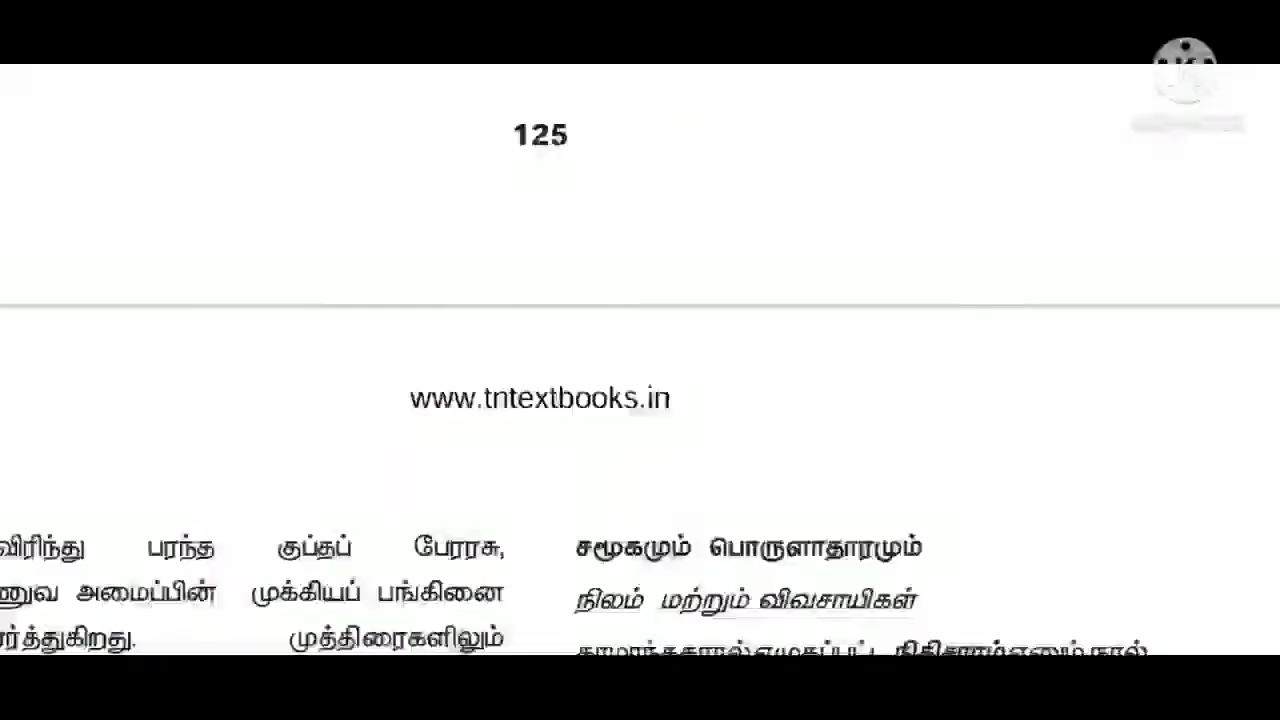 125
www.tntextbooks.in
விரிந்து பரந்த குப்தப் பேரரசு,
ணுவ அமைப்பின் முக்கியப் பங்கினை
ர்த்துகிறது. முத்திரைகளிலும்
சமூகமும் பொருளாதாரமும்
நிலம் மற்றும் விவசாயிகள்